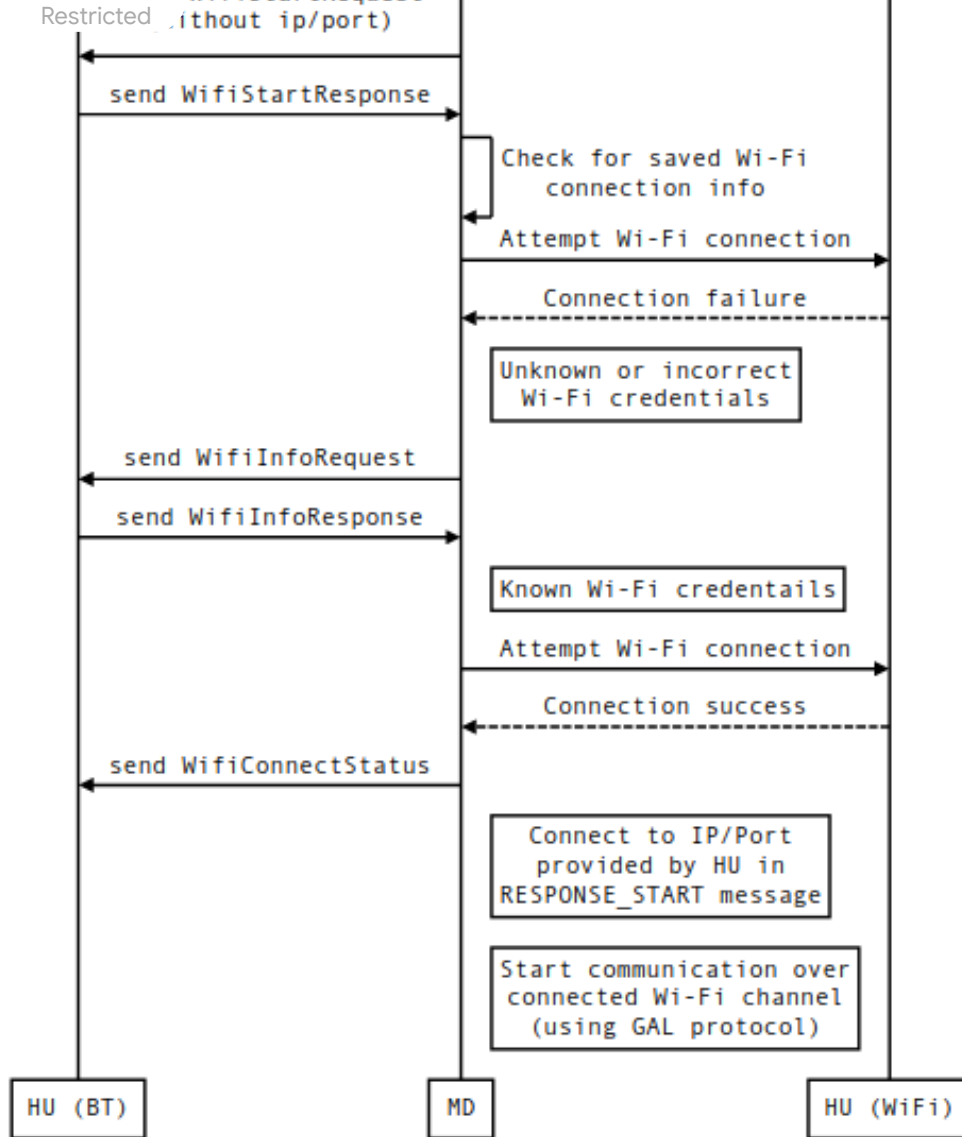 Restricted
ithout ip/port)
send WifiStartResponse
Check for saved Wi-Fi
connection info
Attempt Wi-Fi connection
Connection failure
Unknown or incorrect
Wi-Fi credentials
send WifiInfoRequest
send WifiInfoResponse
Known Wi-Fi credentails
Attempt Wi-Fi connection
Connection success
send WifiConnectStatus
Connect to IP/Port
provided by HU in
RESPONSE_START message
Start communication over
connected Wi-Fi channel
(using GAL protocol)
HU (BT)
MD
HU (WiFi)